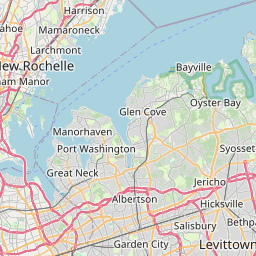 Harrison
Mamaroneck
Larchmont
New Rochelle
Bayville
Oyster Bay
Glen Cove
Manorhaven
Port Washington
Great Neck
Syosset
Jericho
Albertson
Hicksville
Salisbury
Garden City
Levittown